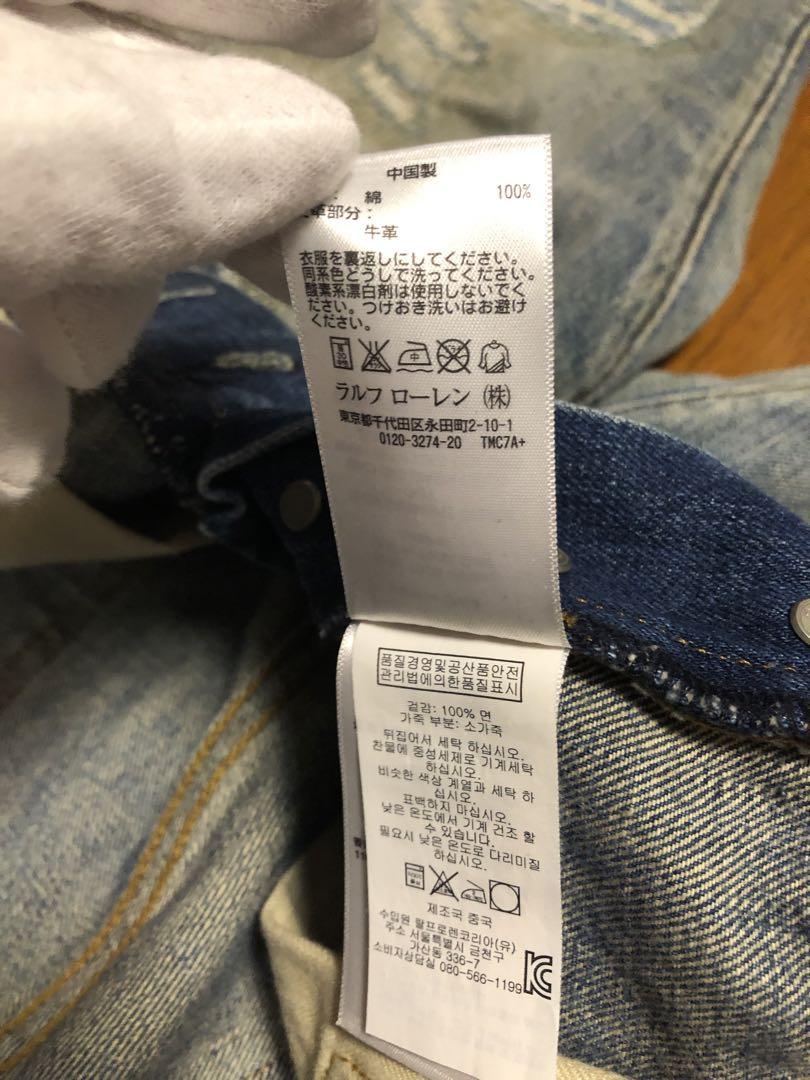 中国製
綿 100%
革部分：
牛革
衣服を裏返しにしてください。
同系色どうしで洗ってください。
酸素系漂白剤は使用しないでく
ださい。つけおき洗いはお避け
ください。
中
ラルフ ローレン（株）
東京都千代田区永田町2-10-1
0120-3274-20 TMC7A+
품질경영및공산품안전
관리법에의한품질표시
겉감: 100% 면
가죽 부분: 소가죽
뒤집어서 세탁 하십시오.
찬물에 중성세제로 기계세탁
하십시오.
비슷한 색상 계열과 세탁 하
십시오.
표백하지 마십시오.
낮은 온도에서 기계 건조 할
수 있습니다.
필요시 낮은 온도로 다리미질
하십시오.
제조국 중국
수입원 랄프로렌코리아(유)
주소 서울특별시 금천구
가산동 336-7
소비자상담실 080-566-1199